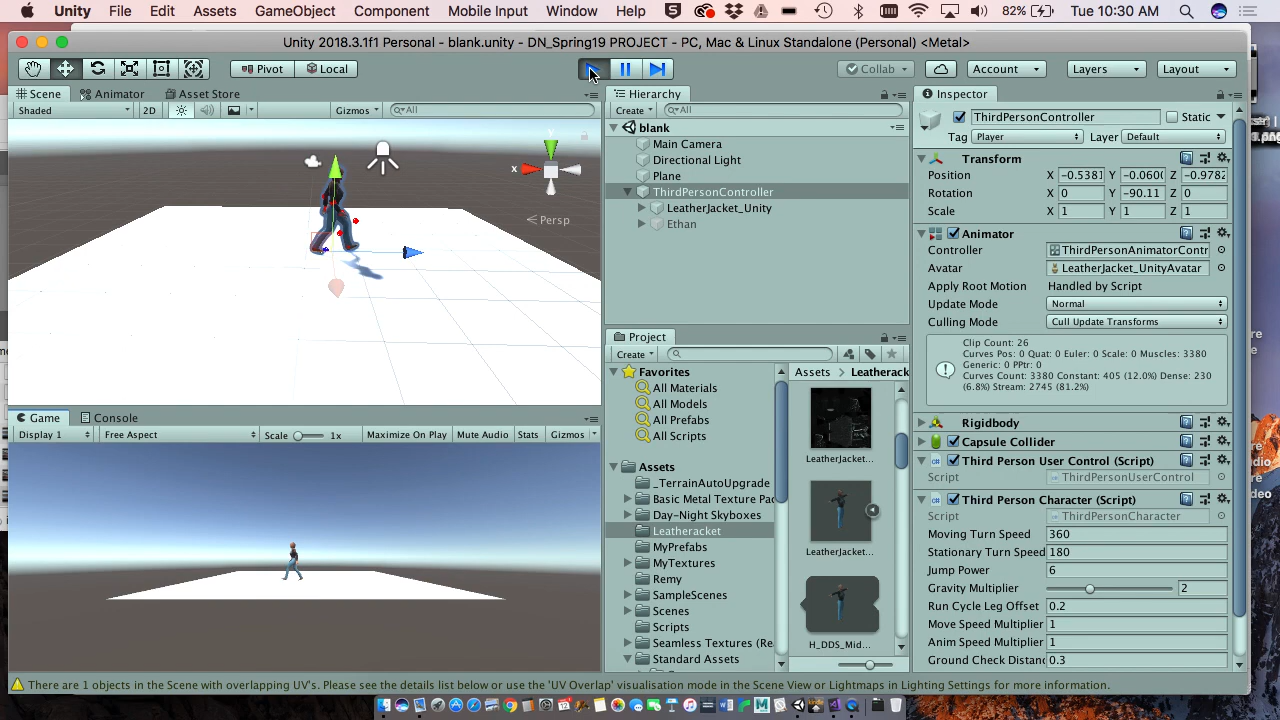 Unity File Edit Assets GameObject Component Mobile Input Window Help 82% Tue 10:30 AM
Unity 2018.3.1f1 Personal - blank.unity - DN_Spring19 PROJECT - PC, Mac & Linux Standalone (Personal) <Metal>
Pivot Local Collab Account Layers Layout
Scene Animator Asset Store
Shaded 2D Gizmos All
Y
X
Persp
Game Console
Display 1 Free Aspect Scale 1x Maximize On Play Mute Audio Stats Gizmos
Hierarchy
Create All
blank
Main Camera
Directional Light
Plane
ThirdPersonController
LeatherJacket_Unity
Ethan
Project
Create
Favorites
All Materials
All Models
All Prefabs
All Scripts
Assets
_TerrainAutoUpgrade
Basic Metal Texture Pac
Day-Night Skyboxes
Leatheracket
MyPrefabs
MyTextures
Remy
SampleScenes
Scenes
Scripts
Seamless Textures (Re
Standard Assets
Assets > Leatherack
LeatherJacket...
LeatherJacket...
H_DDS_Mid...
Inspector
ThirdPersonController Static
Tag Player Layer Default
Transform
Position X -0.5381 Y -0.060( Z -0.9782
Rotation X 0 Y -90.11 Z 0
Scale X 1 Y 1 Z 1
Animator
Controller ThirdPersonAnimatorContr
Avatar LeatherJacket_UnityAvatar
Apply Root Motion Handled by Script
Update Mode Normal
Culling Mode Cull Update Transforms
Clip Count: 26
Curves Pos: 0 Quat: 0 Euler: 0 Scale: 0 Muscles: 3380
Generic: 0 PPtr: 0
Curves Count: 3380 Constant: 405 (12.0%) Dense: 230
(6.8%) Stream: 2745 (81.2%)
Rigidbody
Capsule Collider
Third Person User Control (Script)
Script ThirdPersonUserControl
Third Person Character (Script)
Script ThirdPersonCharacter
Moving Turn Speed 360
Stationary Turn Speed 180
Jump Power 6
Gravity Multiplier 2
Run Cycle Leg Offset 0.2
Move Speed Multiplier 1
Anim Speed Multiplier 1
Ground Check Distanc 0.3
There are 1 objects in the Scene with overlapping UV's. Please see the details list below or use the 'UV Overlap' visualisation mode in the Scene View or Lightmaps in Lighting Settings for more information.